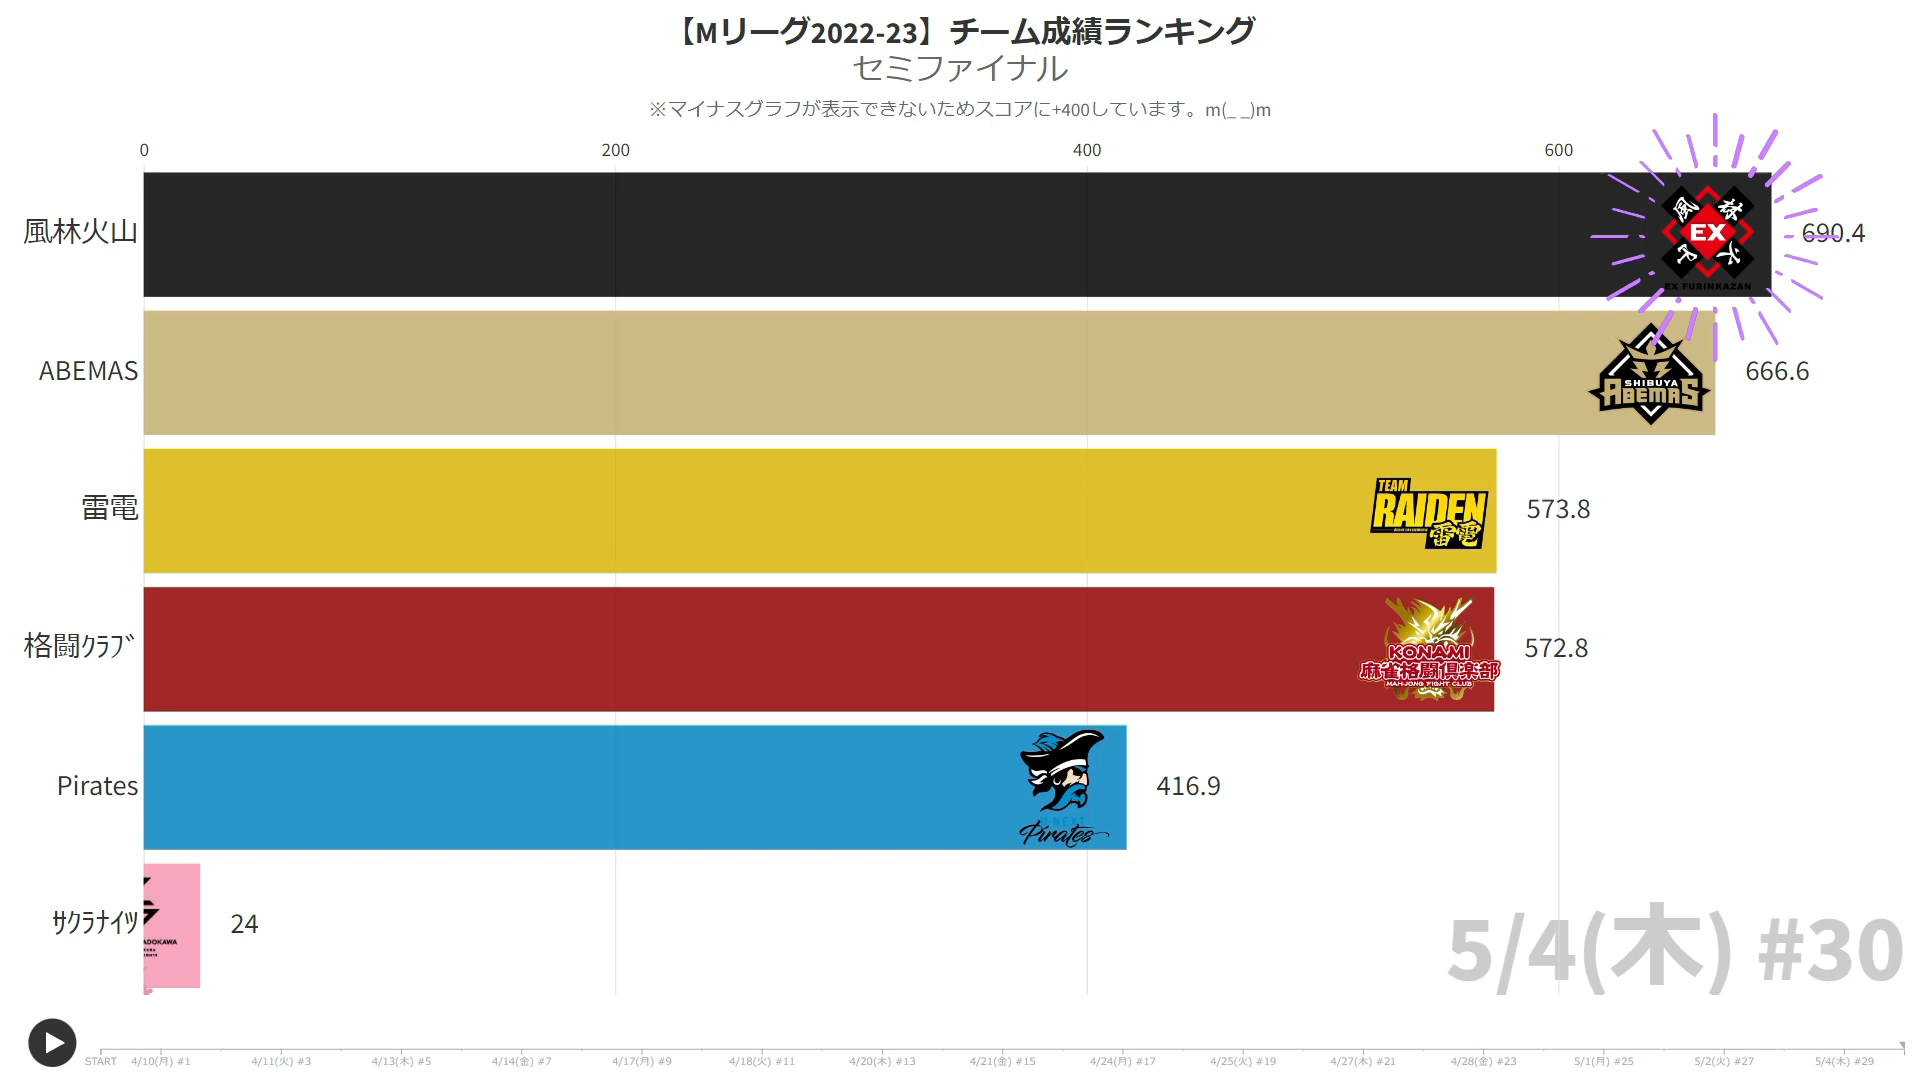 【Mリーグ2022-23】チーム成績ランキング
セミファイナル
※マイナスグラフが表示できないためスコアに+400しています。m(_ _)m
0 200 400 600
風林火山 690.4
風 林 EX 火 山
EX FURINKAZAN
ABEMAS 666.6
SHIBUYA
ABEMAS
雷電 573.8
TEAM
RAIDEN
雷電
格闘ｸﾗﾌﾞ 572.8
KONAMI
麻雀格闘倶楽部
MAH-JONG FIGHT CLUB
Pirates 416.9
U-NEXT
Pirates
ｻｸﾗﾅｲﾂ 24
ADOKAWA
5/4(木) #30
START 4/10(月) #1 4/11(火) #3 4/13(木) #5 4/14(金) #7 4/17(月) #9 4/18(火) #11 4/20(木) #13 4/21(金) #15 4/24(月) #17 4/25(火) #19 4/27(木) #21 4/28(金) #23 5/1(月) #25 5/2(火) #27 5/4(木) #29